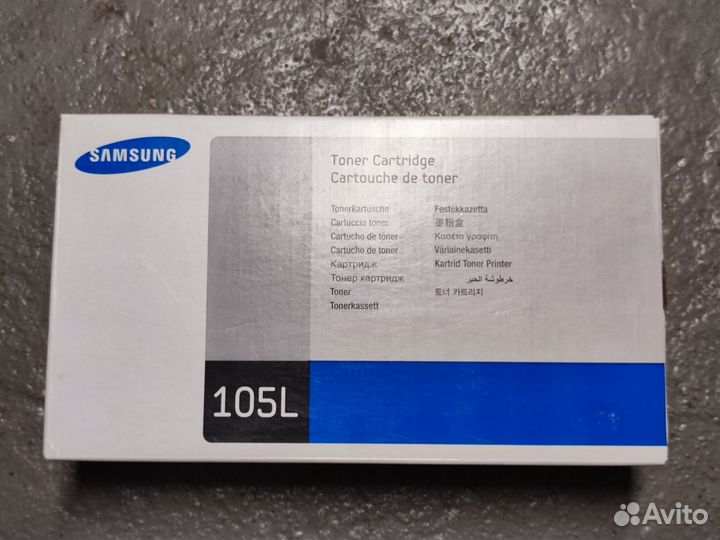 SAMSUNG
Toner Cartridge
Cartouche de toner
Tonerkartusche
Cartuccia toner
Cartucho de tóner
Cartucho de toner
Картридж
Тонер картридж
Toner
Tonerkassett
Festékkazetta
墨粉盒
Κασέτα γραφίτη
Väriainekasetti
Kartrid Toner Printer
خرطوشة الحبر
토너 카트리지
105L
Avito